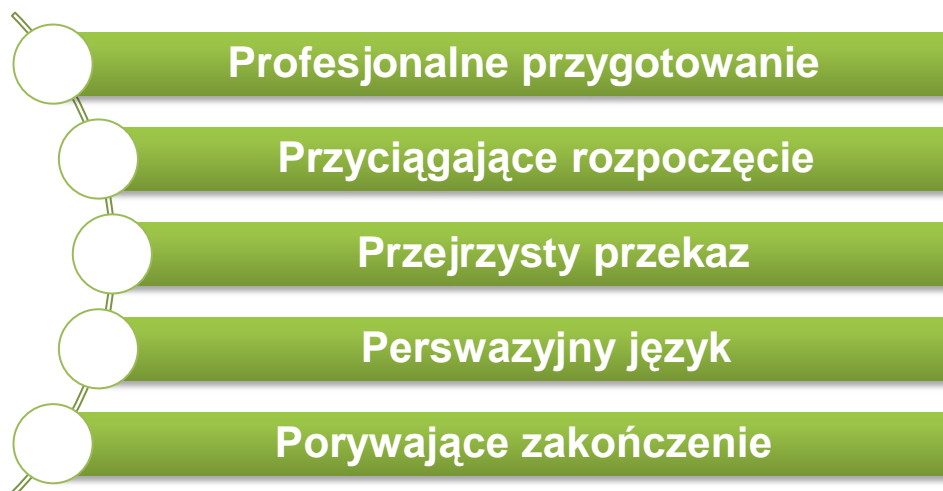 Profesjonalne przygotowanie
Przyciągające rozpoczęcie
Przejrzysty przekaz
Perswazyjny język
Porywające zakończenie